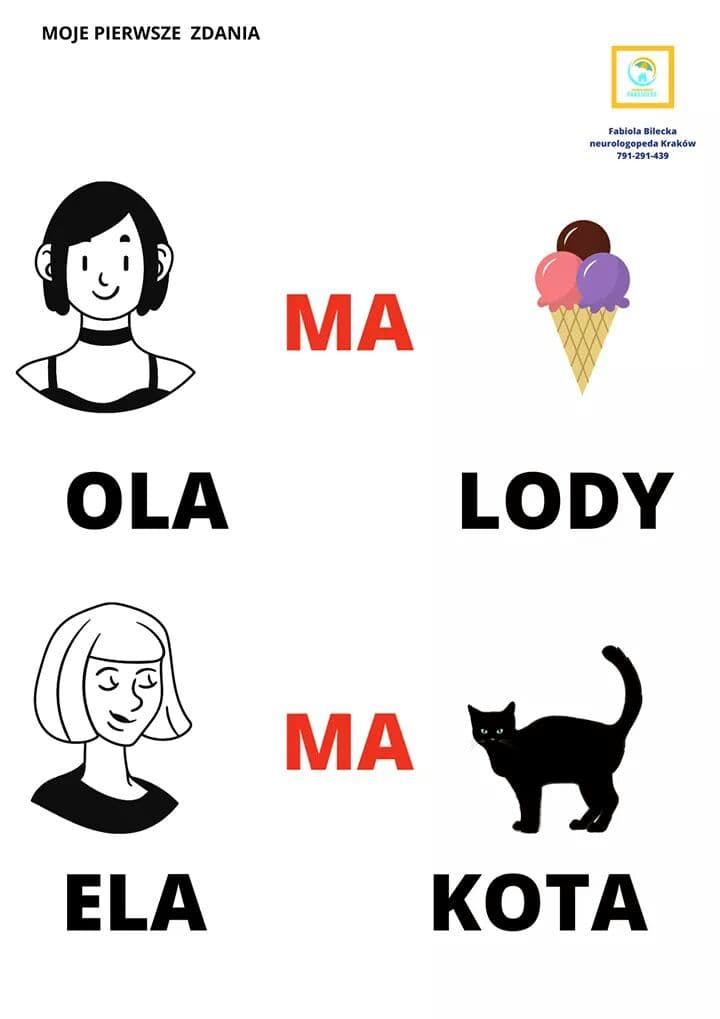 MOJE PIERWSZE ZDANIA
Fabiola Bilecka
neurologopeda Kraków
791-291-439
MA
OLA LODY
MA
ELA KOTA